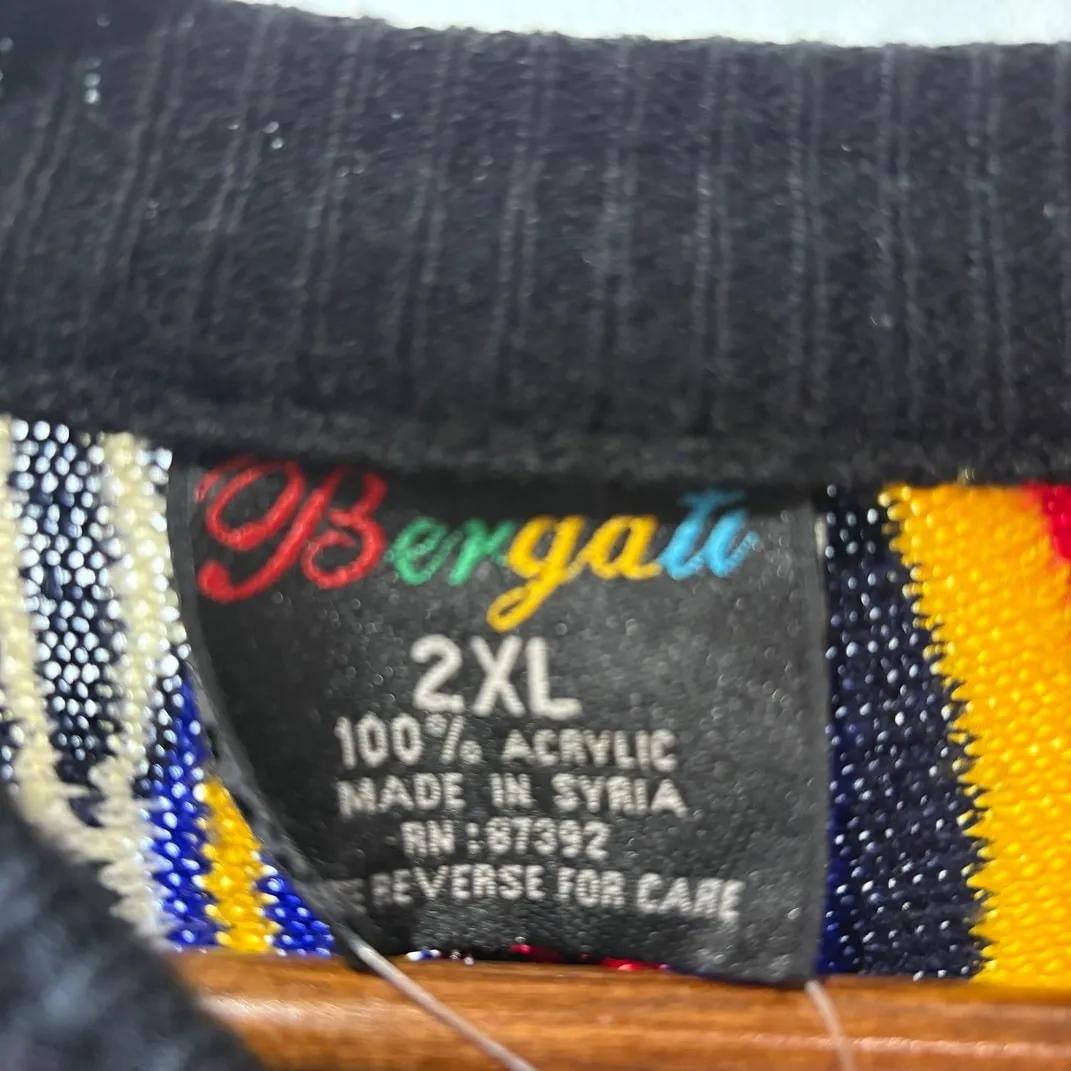 Bergati
2XL
100% ACRYLIC
MADE IN SYRIA
RN:87392
REVERSE FOR CARE